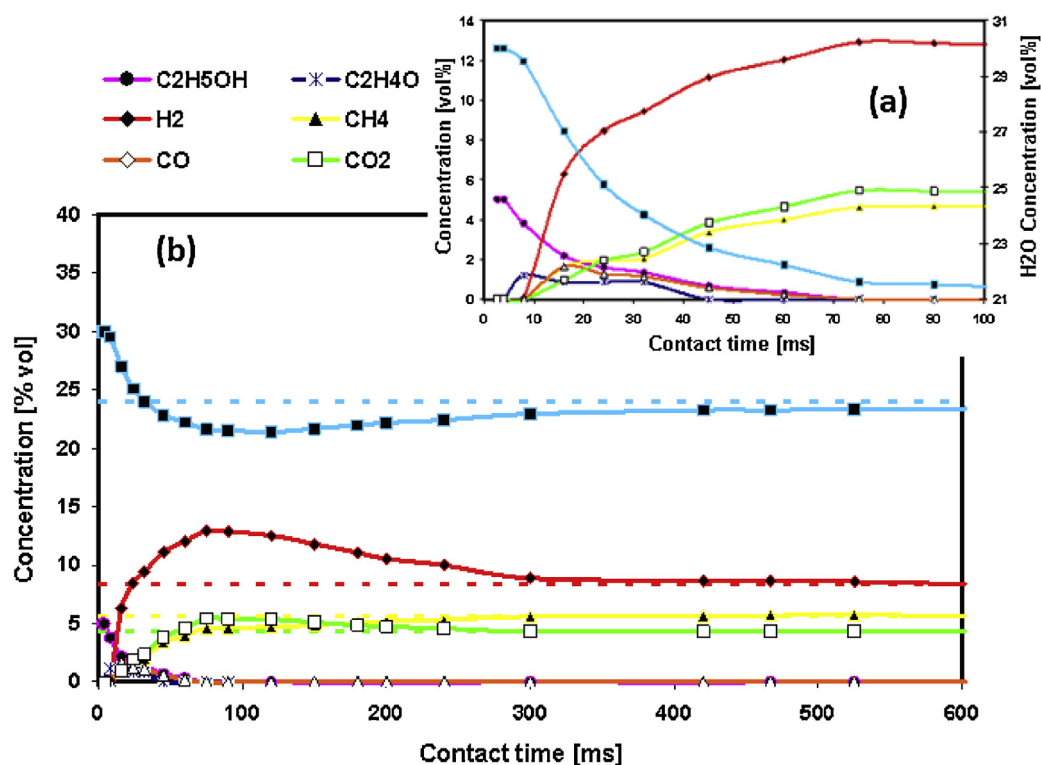 C2H5OH C2H4O
H2 CH4
CO CO2
(a)
Concentration [vol%]
14
12
10
8
6
4
2
0
H2O Concentration [vol%]
31
29
27
25
23
21
0 10 20 30 40 50 60 70 80 90 100
Contact time [ms]
(b)
Concentration [% vol]
40
35
30
25
20
15
10
5
0
0 100 200 300 400 500 600
Contact time [ms]